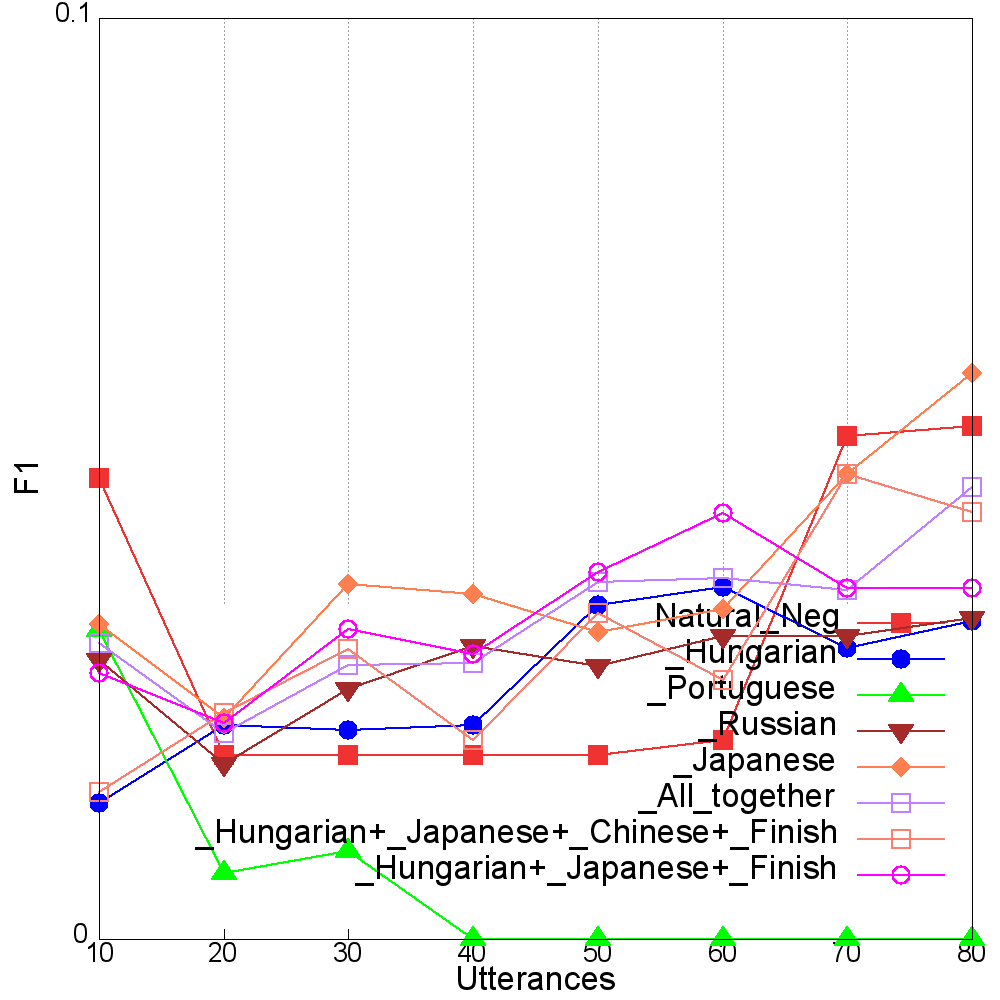 0.1
F1
Natural_Neg
_Hungarian
_Portuguese
_Russian
_Japanese
_All_together
_Hungarian+_Japanese+_Chinese+_Finish
_Hungarian+_Japanese+_Finish
0
10 20 30 40 50 60 70 80
Utterances